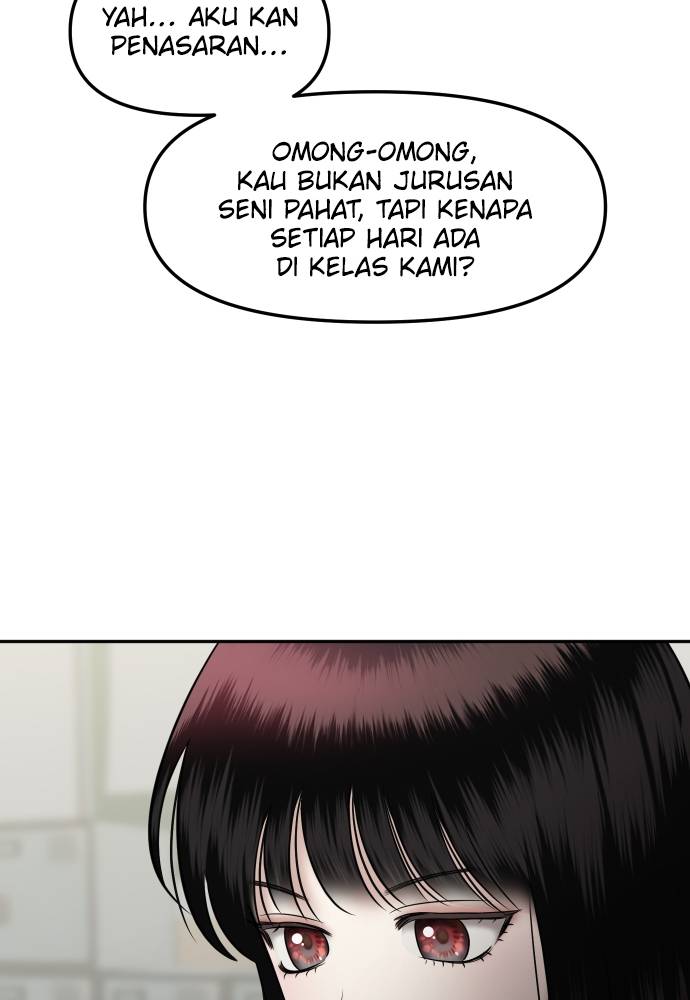 YAH... AKU KAN
PENASARAN...
OMONG-OMONG,
KAU BUKAN JURUSAN
SENI PAHAT, TAPI KENAPA
SETIAP HARI ADA
DI KELAS KAMI?